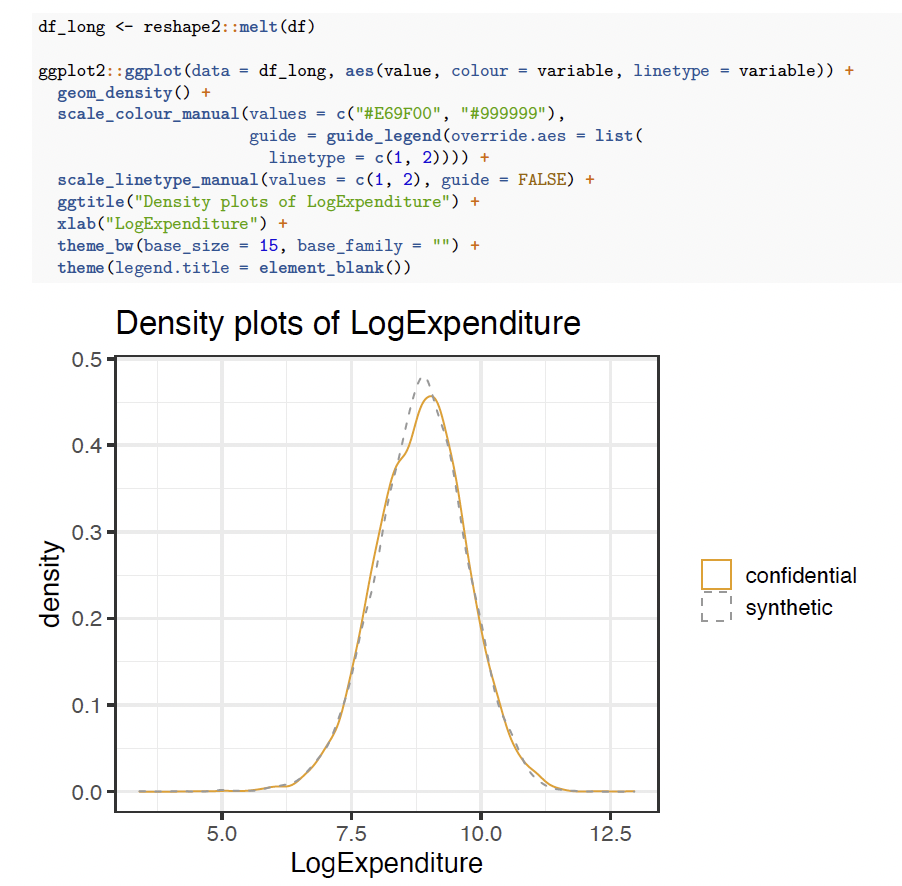 df_long <- reshape2::melt(df)
ggplot2::ggplot(data = df_long, aes(value, colour = variable, linetype = variable)) +
  geom_density() +
  scale_colour_manual(values = c("#E69F00", "#999999"),
                      guide = guide_legend(override.aes = list(
                        linetype = c(1, 2)))) +
  scale_linetype_manual(values = c(1, 2), guide = FALSE) +
  ggtitle("Density plots of LogExpenditure") +
  xlab("LogExpenditure") +
  theme_bw(base_size = 15, base_family = "") +
  theme(legend.title = element_blank())
Density plots of LogExpenditure
0.5
0.4
0.3
0.2
0.1
0.0
density
5.0 7.5 10.0 12.5
LogExpenditure
confidential
synthetic